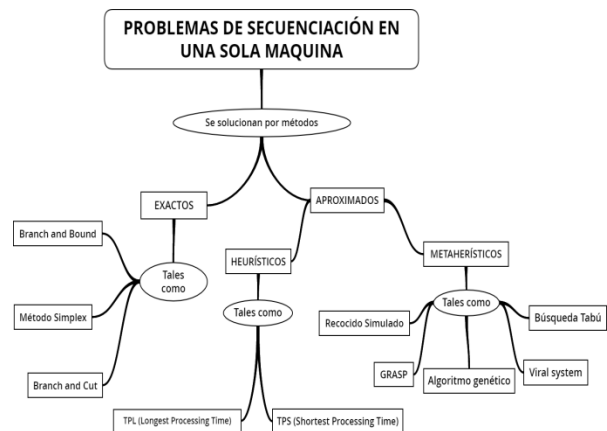 PROBLEMAS DE SECUENCIACIÓN EN
UNA SOLA MAQUINA
Se solucionan por métodos
EXACTOS
APROXIMADOS
Branch and Bound
Tales
como
Método Simplex
Branch and Cut
HEURÍSTICOS
Tales como
TPL (Longest Processing Time)
TPS (Shortest Processing Time)
METAHERÍSTICOS
Tales como
Recocido Simulado
Búsqueda Tabú
GRASP
Algoritmo genético
Viral system